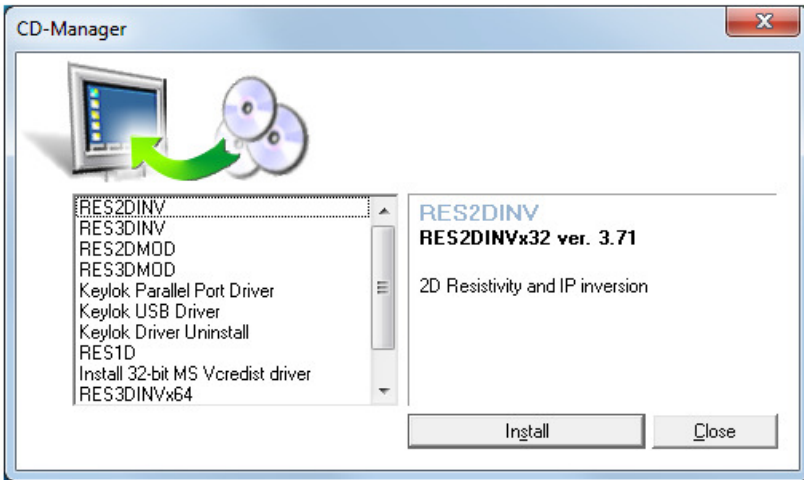 CD-Manager
RES2DINV
RES3DINV
RES2DMOD
RES3DMOD
Keylok Parallel Port Driver
Keylok USB Driver
Keylok Driver Uninstall
RES1D
Install 32-bit MS Vcredist driver
RES3DINVx64
RES2DINV
RES2DINVx32 ver. 3.71
2D Resistivity and IP inversion
Install
Close